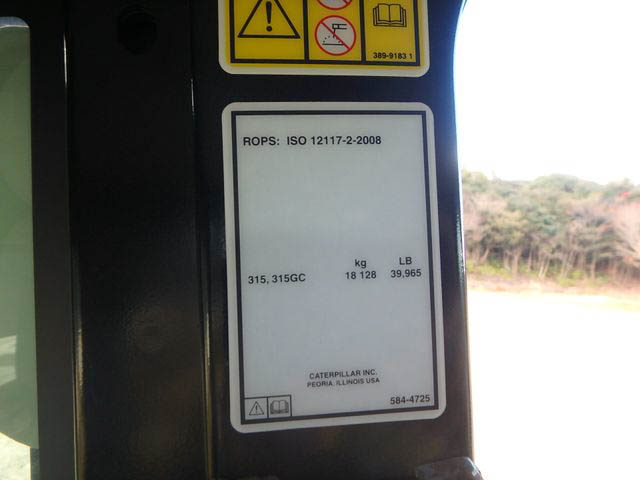 389-9183 1
ROPS: ISO 12117-2-2008
kg LB
315, 315GC 18 128 39,965
CATERPILLAR INC.
PEORIA, ILLINOIS USA
584-4725